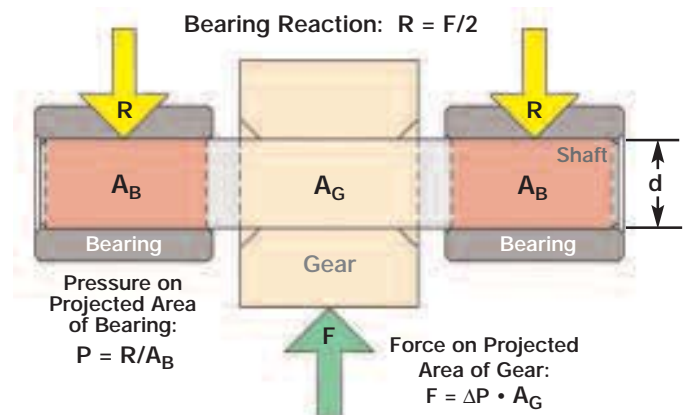 Bearing Reaction: R = F/2
R
R
Shaft
A_B
A_G
A_B
d
Bearing
Gear
Bearing
Pressure on
Projected Area
of Bearing:
P = R/A_B
F
Force on Projected
Area of Gear:
F = ΔP • A_G